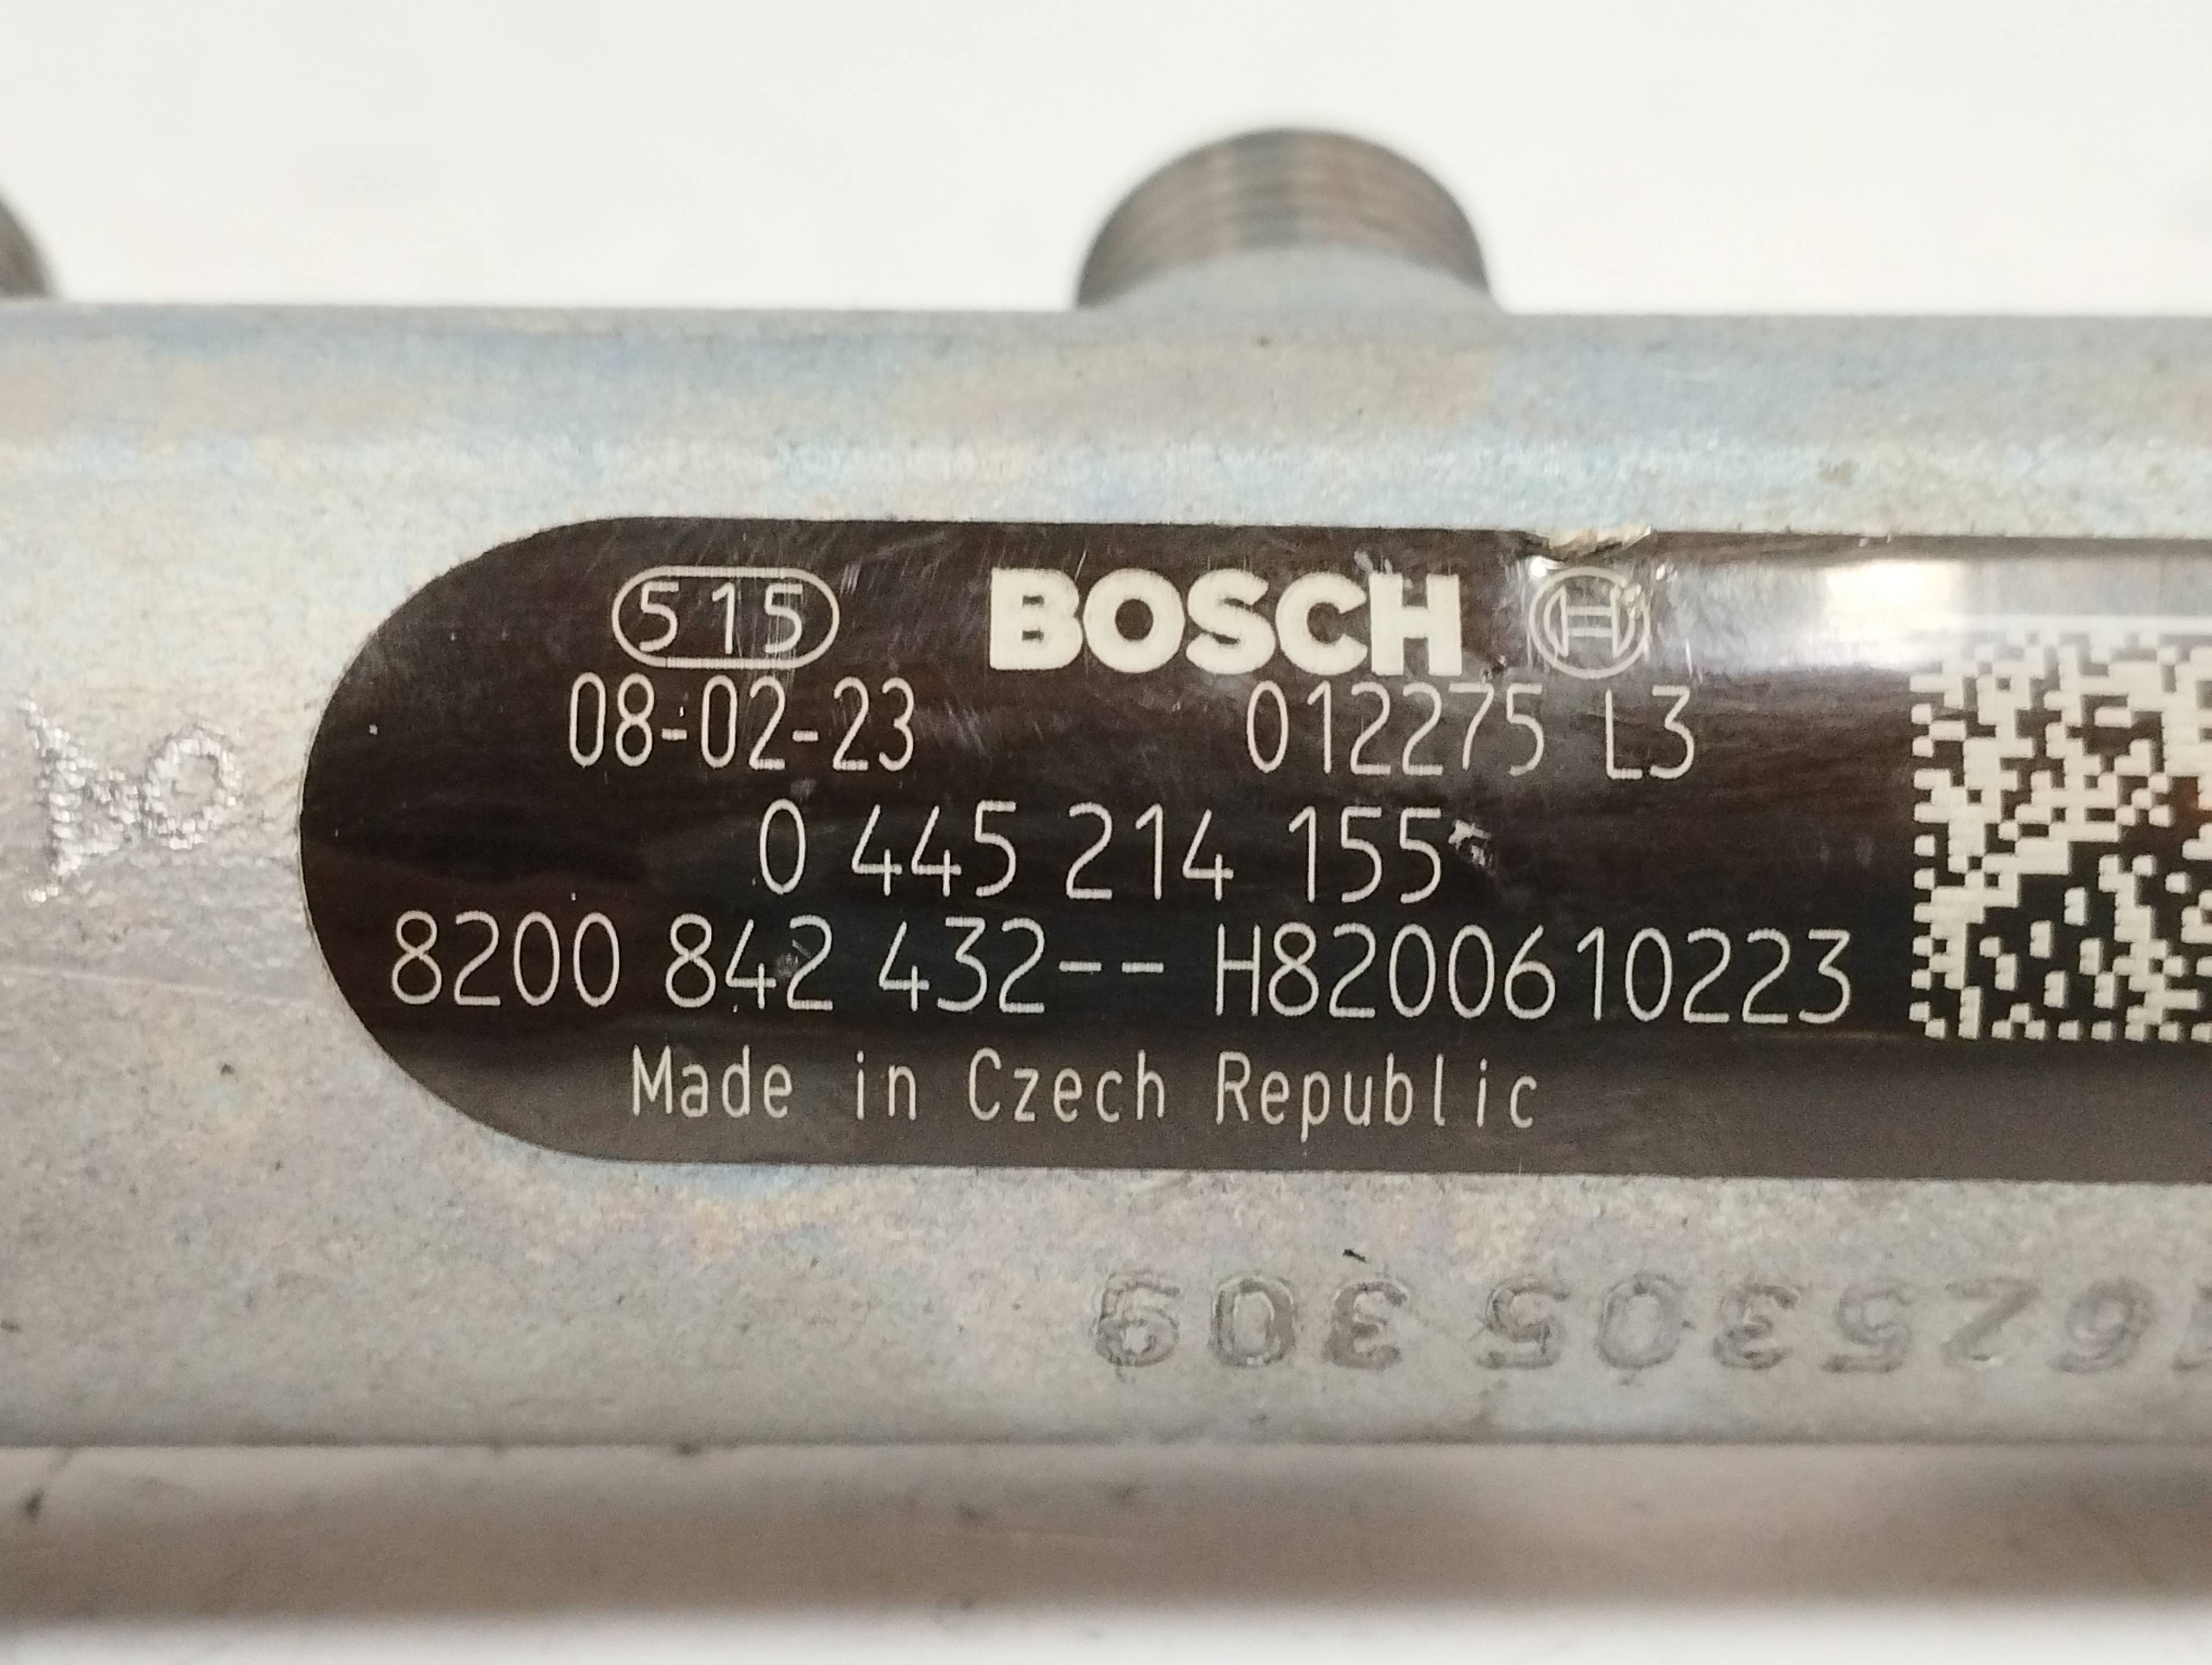 515 BOSCH
08-02-23 012275 L3
0 445 214 155
8200 842 432-- H8200610223
Made in Czech Republic